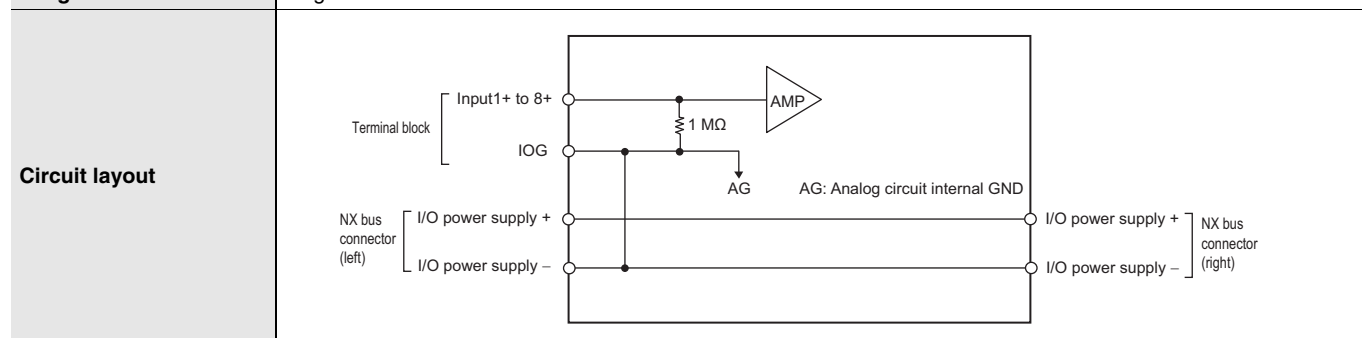 Circuit layout
Terminal block
Input1+ to 8+
IOG
AMP
1 MΩ
AG
AG: Analog circuit internal GND
NX bus
connector
(left)
I/O power supply +
I/O power supply −
I/O power supply +
I/O power supply −
NX bus
connector
(right)